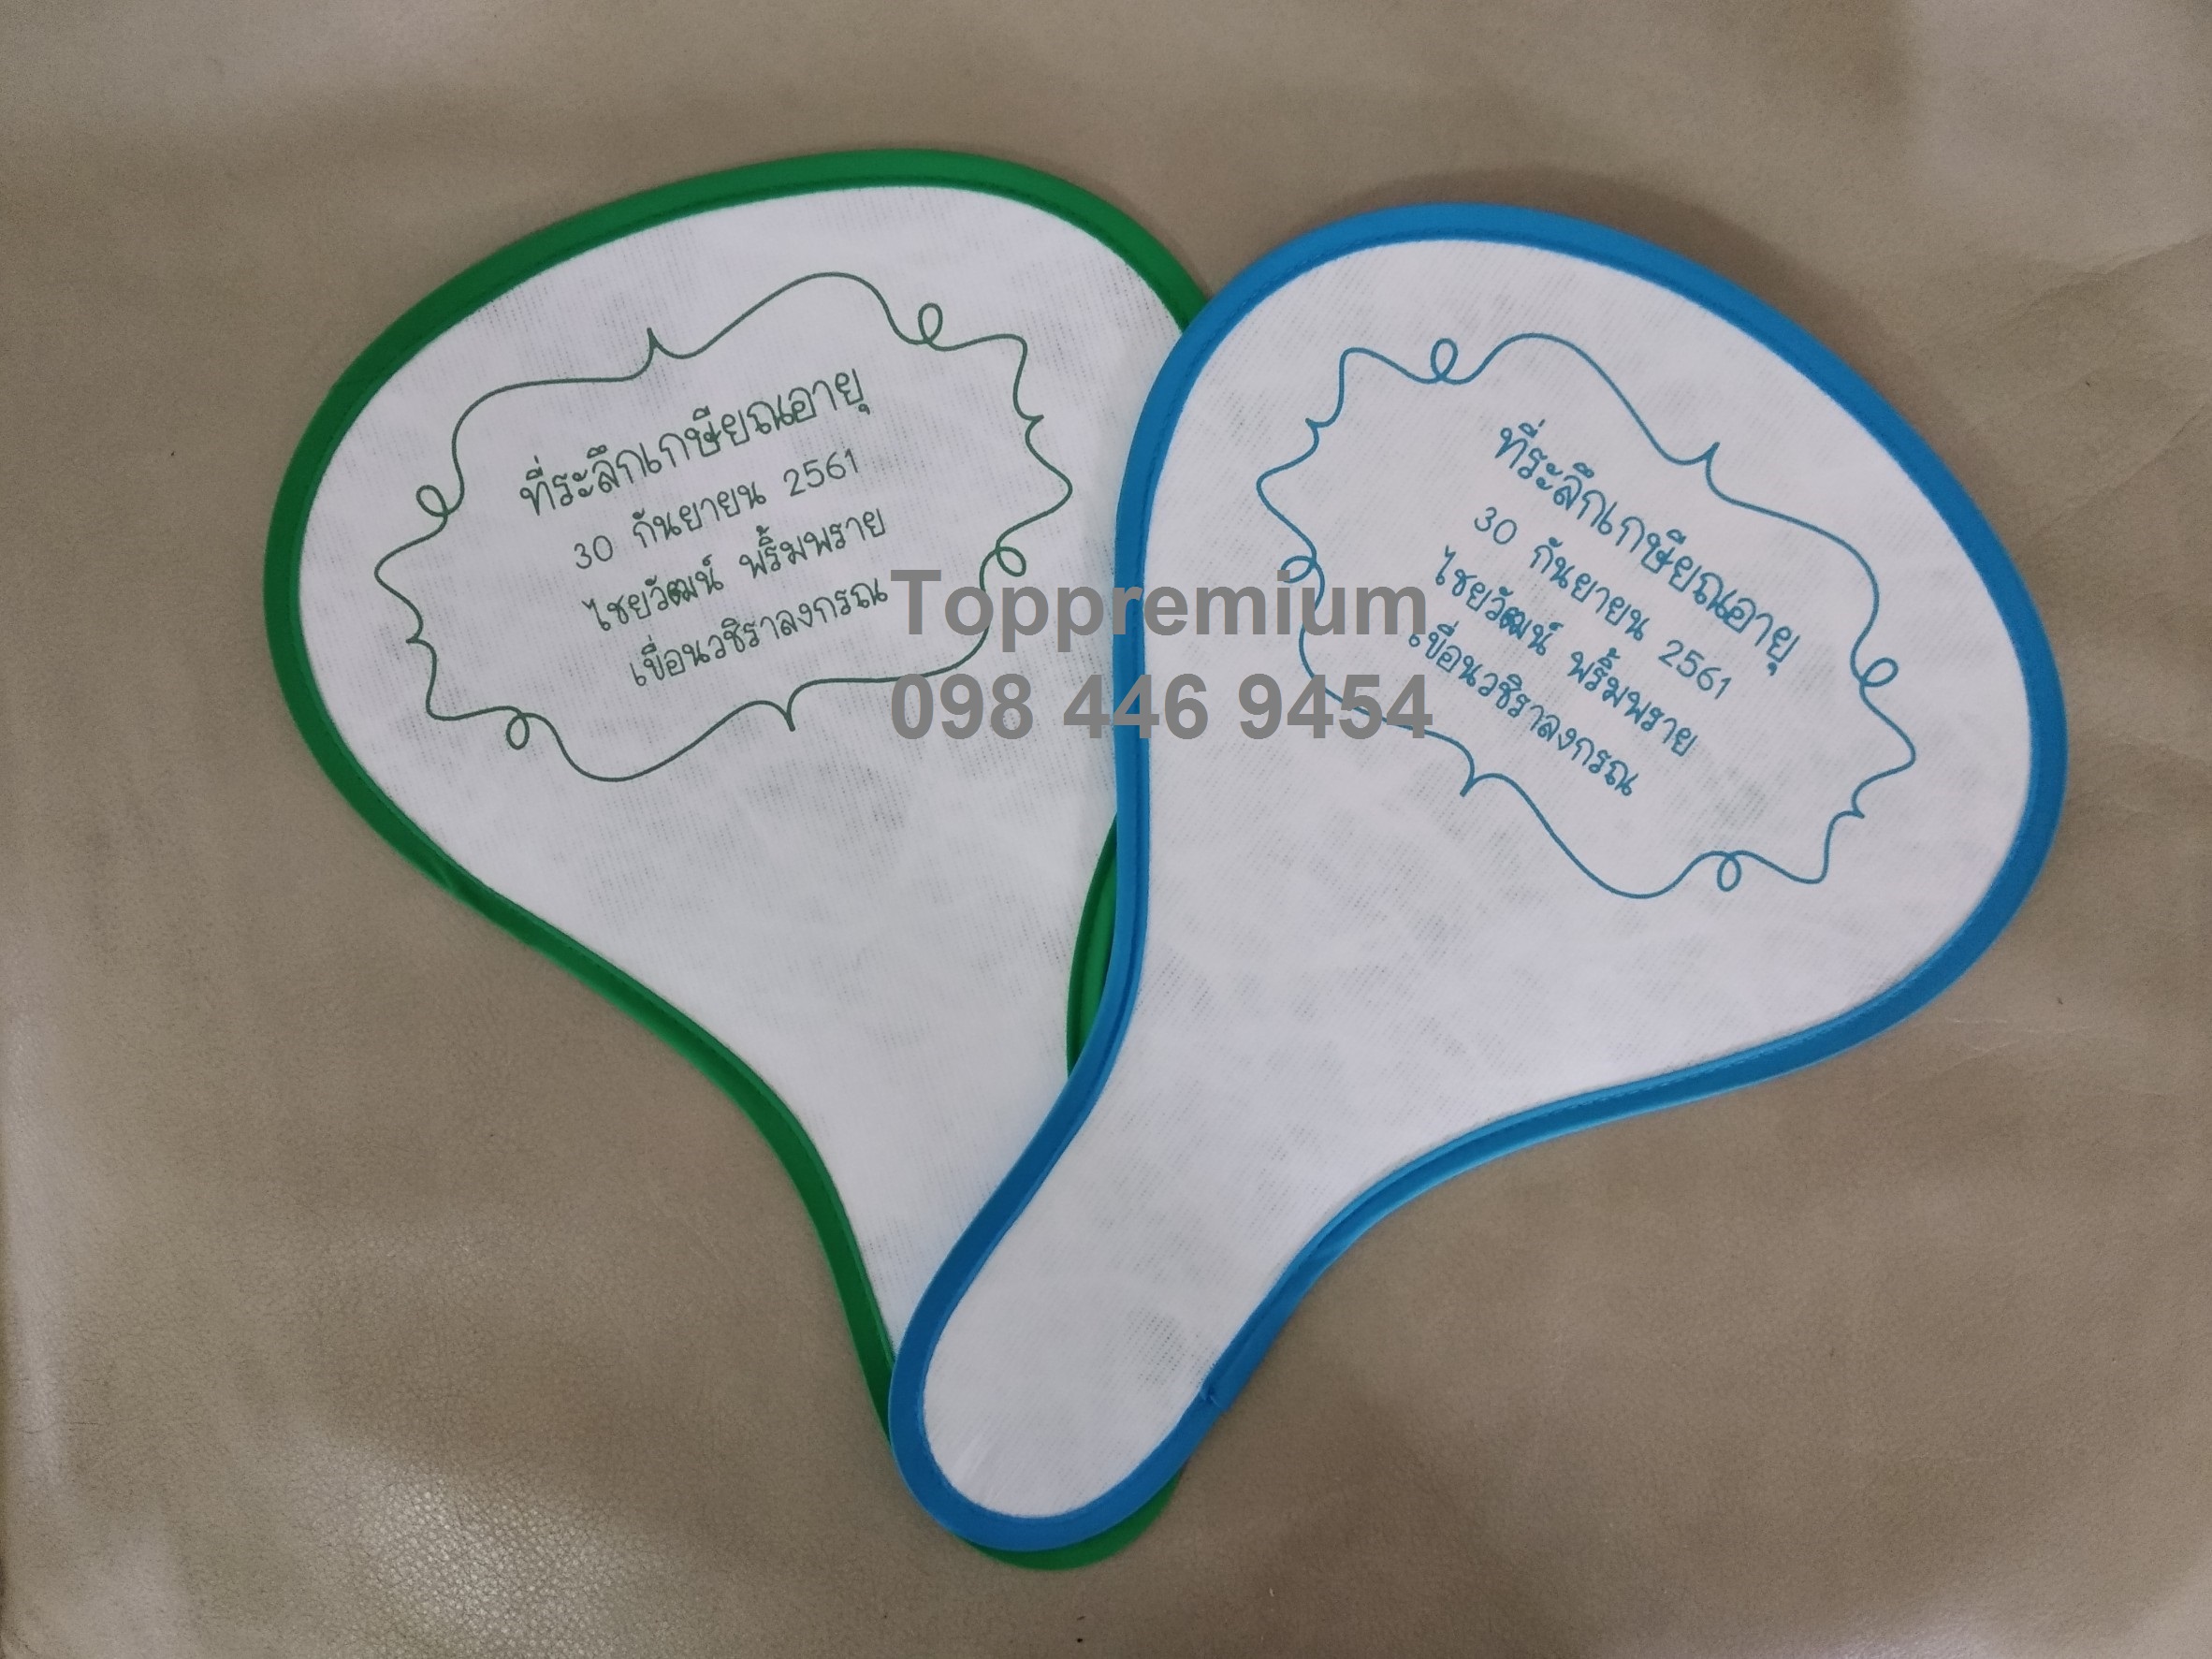 ที่ระลึกเกษียณอายุ
30 กันยายน 2561
ไชยวัฒน์ พริ้มพราย
เขื่อนวชิราลงกรณ
ที่ระลึกเกษียณอายุ
30 กันยายน 2561
ไชยวัฒน์ พริ้มพราย
เขื่อนวชิราลงกรณ
Toppremium
098 446 9454